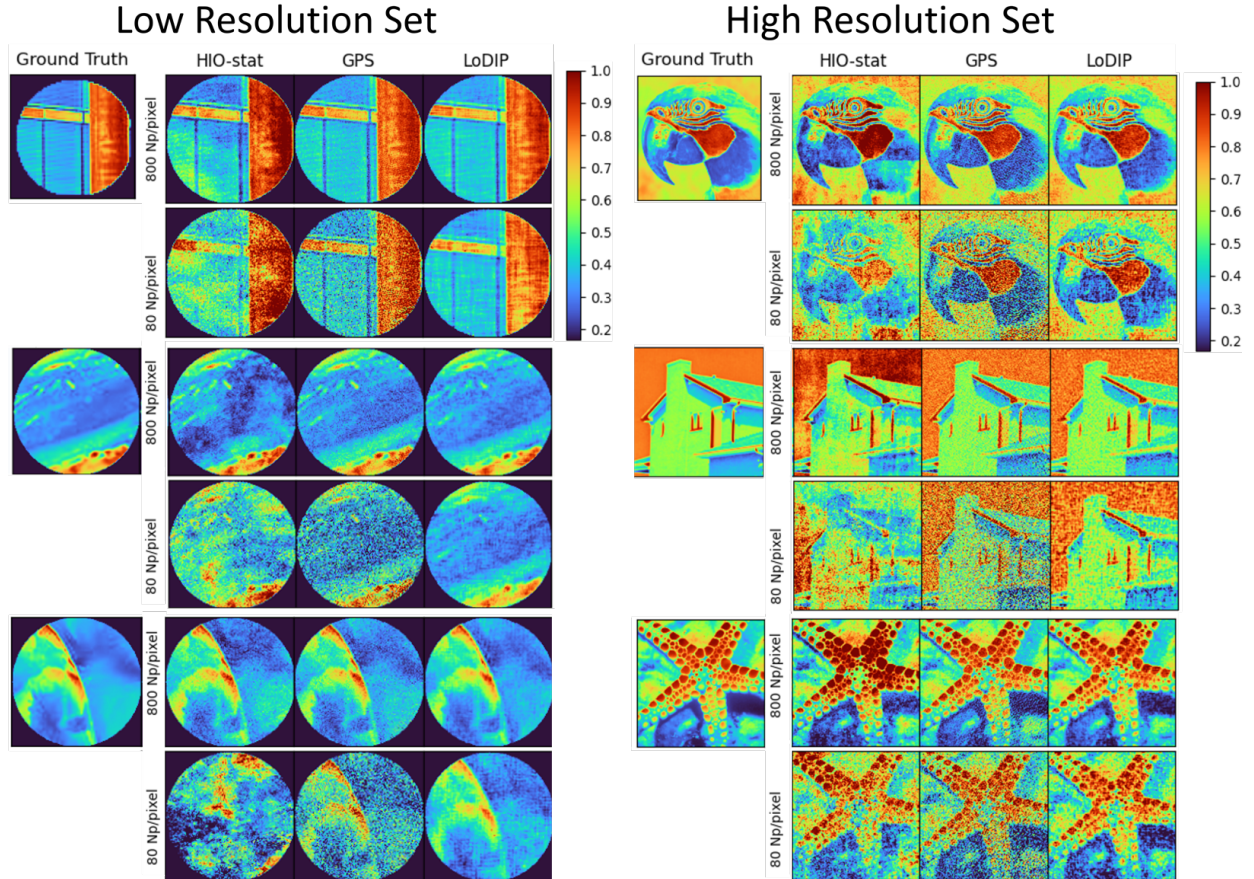 Low Resolution Set
Ground Truth
HIO-stat
GPS
LoDIP
800 Np/pixel
80 Np/pixel
800 Np/pixel
80 Np/pixel
800 Np/pixel
80 Np/pixel
1.0
0.9
0.8
0.7
0.6
0.5
0.4
0.3
0.2
High Resolution Set
Ground Truth
HIO-stat
GPS
LoDIP
800 Np/pixel
80 Np/pixel
800 Np/pixel
80 Np/pixel
800 Np/pixel
80 Np/pixel
1.0
0.9
0.8
0.7
0.6
0.5
0.4
0.3
0.2